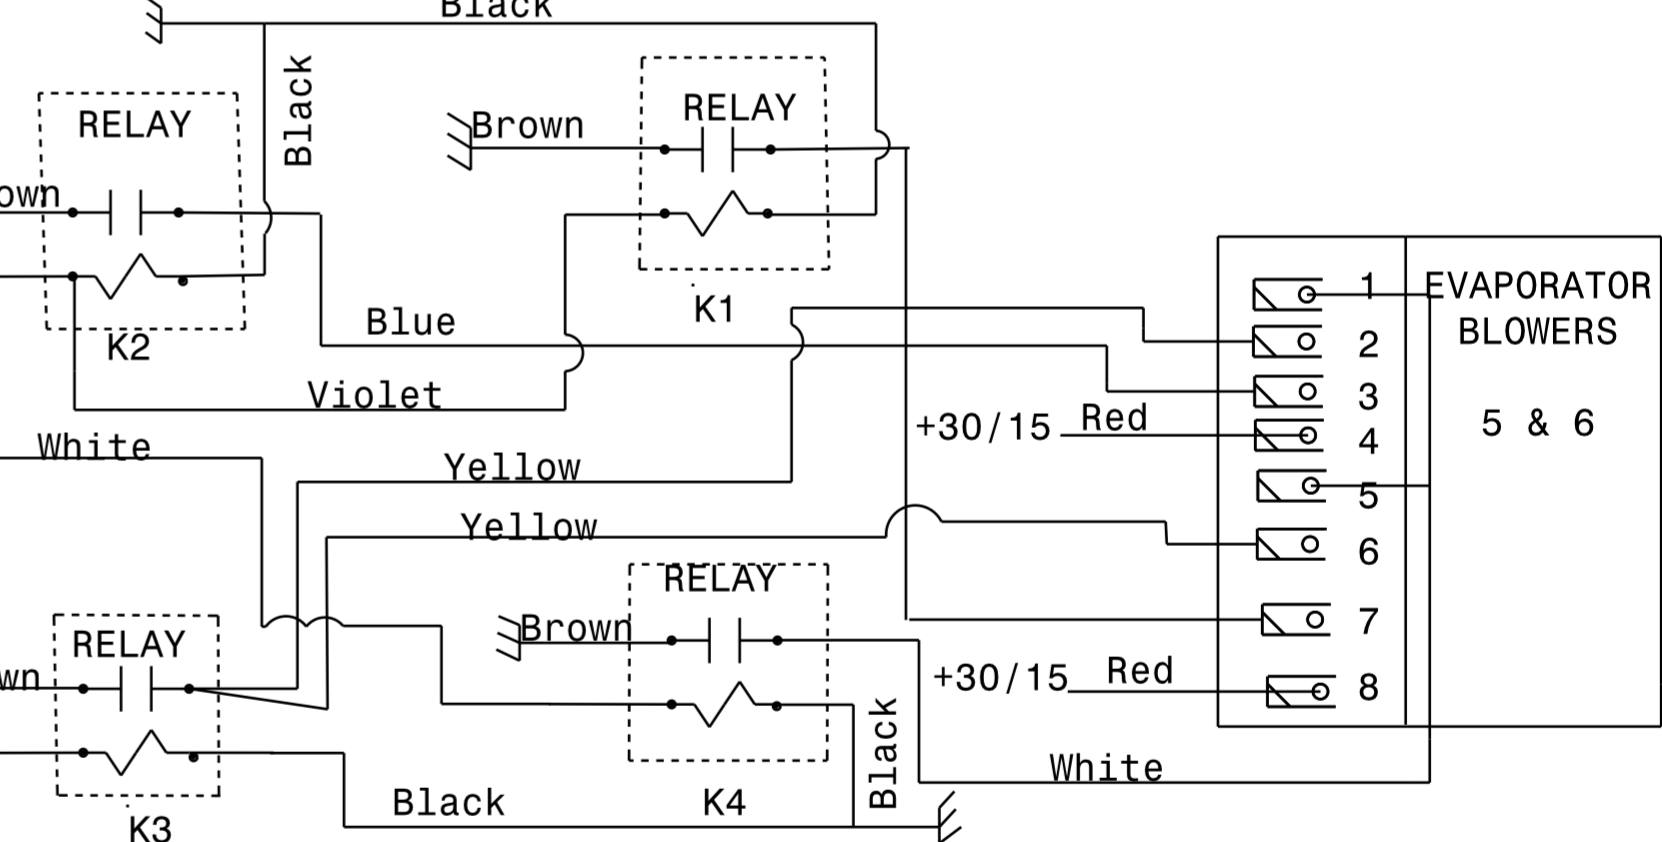 Black
Black
RELAY
RELAY
Brown
own
K1
K2
Blue
Violet
White
Yellow
Yellow
RELAY
Brown
RELAY
wn
K3
Black
K4
Black
White
+30/15 Red
+30/15 Red
1
2
3
4
5
6
7
8
EVAPORATOR
BLOWERS
5 & 6